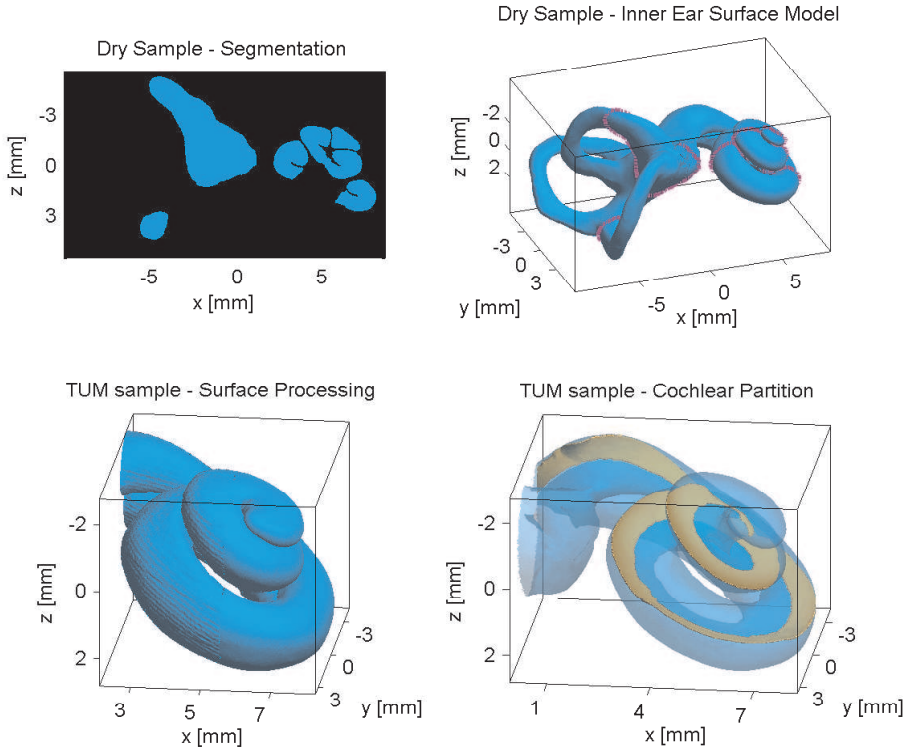 Dry Sample - Segmentation
-3
0
3
z [mm]
-5
0
5
x [mm]
Dry Sample - Inner Ear Surface Model
-2
0
2
z [mm]
-3
0
3
y [mm]
-5
0
5
x [mm]
TUM sample - Surface Processing
-2
0
2
z [mm]
3
5
7
x [mm]
-3
0
3
y [mm]
TUM sample - Cochlear Partition
-2
0
2
z [mm]
1
4
7
x [mm]
-3
0
3
y [mm]